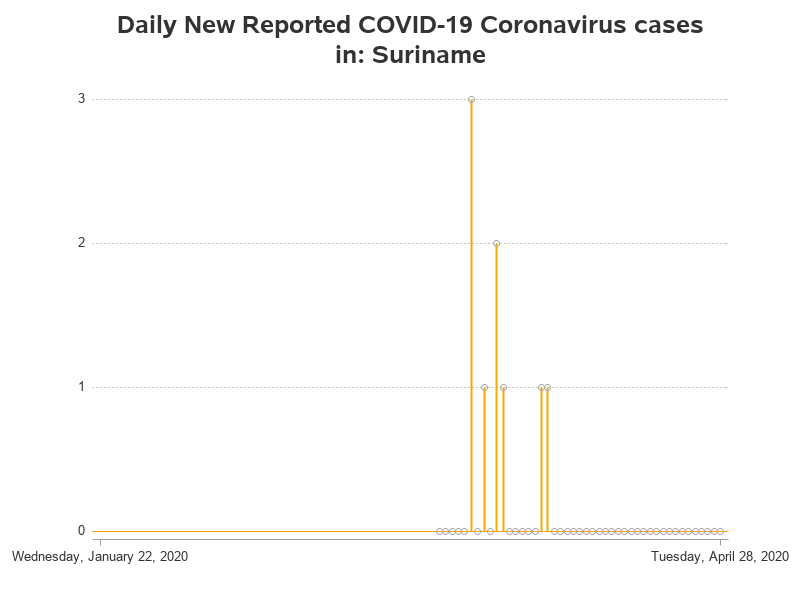 Daily New Reported COVID-19 Coronavirus cases
in: Suriname
3
2
1
0
Wednesday, January 22, 2020
Tuesday, April 28, 2020